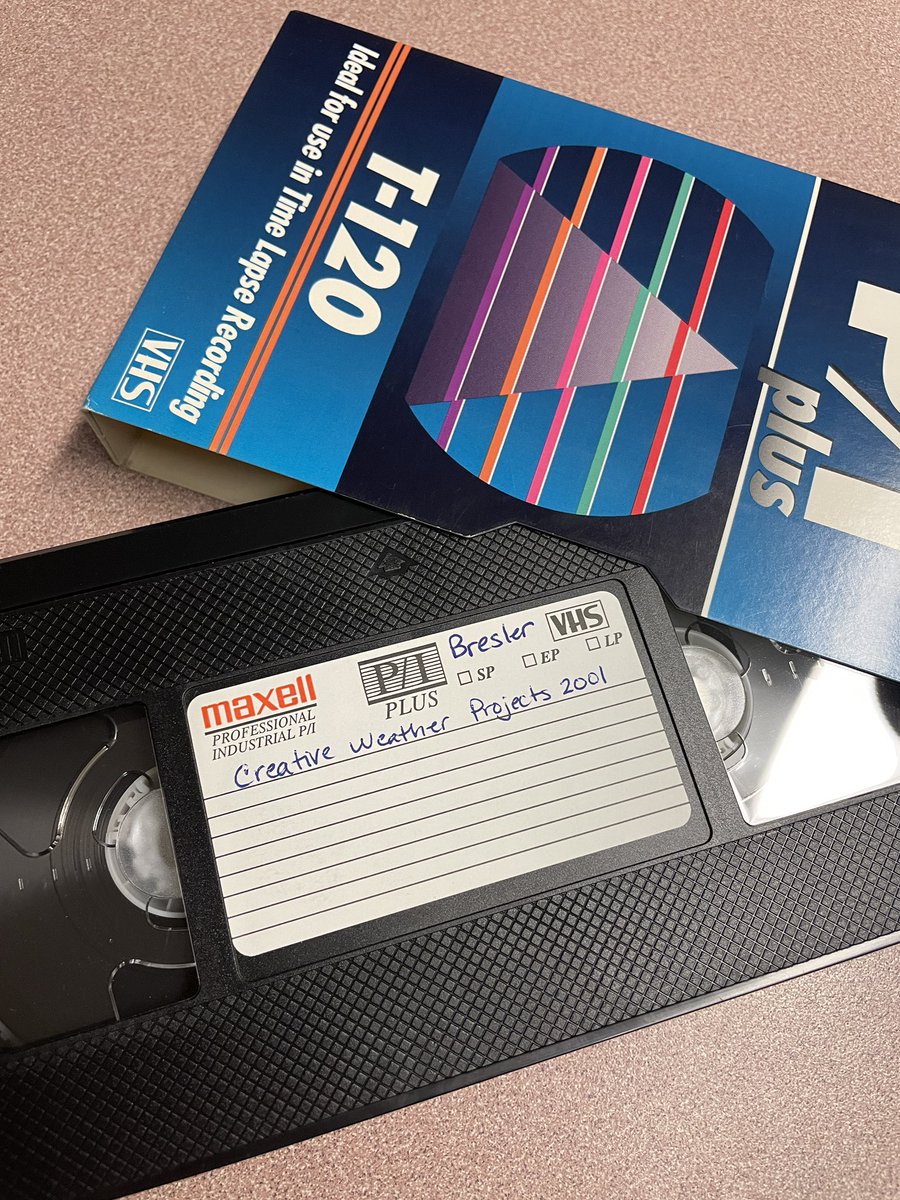 T-120
Ideal for use in Time Lapse Recording
VHS
P/I
plus
maxell
PROFESSIONAL
INDUSTRIAL P/I
P/I
PLUS
Bresler
VHS
SP EP LP
Creative Weather Projects 2001